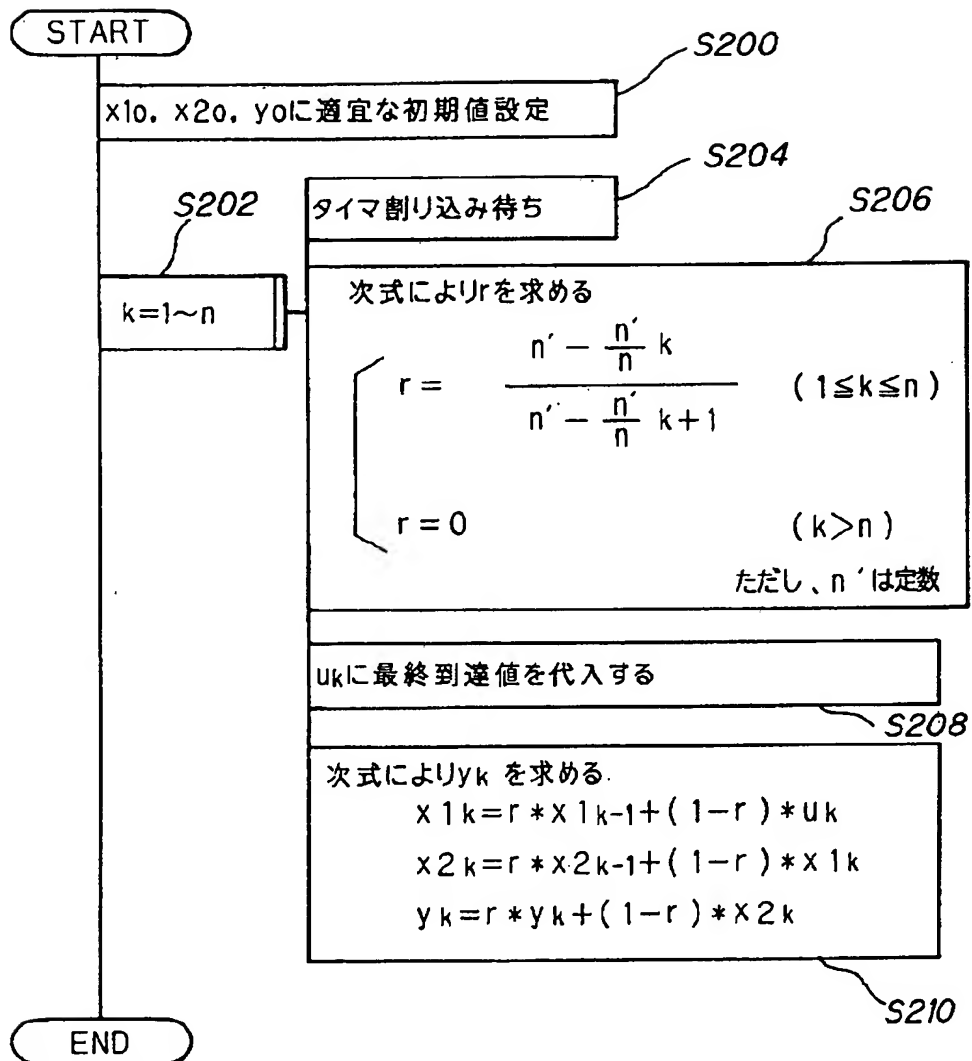 START
S200
x1o, x2o, yoに適宜な初期値設定
S204
タイマ割り込み待ち
S202
k=1~n
S206
次式によりrを求める
r = (n′ − n′/n k) / (n′ − n′/n k+1) (1≦k≦n)
r = 0 (k>n)
ただし、n′は定数
ukに最終到達値を代入する
S208
次式によりyk を求める.
x1k=r*x1k-1+(1−r)*uk
x2k=r*x2k-1+(1−r)*x1k
yk=r*yk+(1−r)*x2k
S210
END